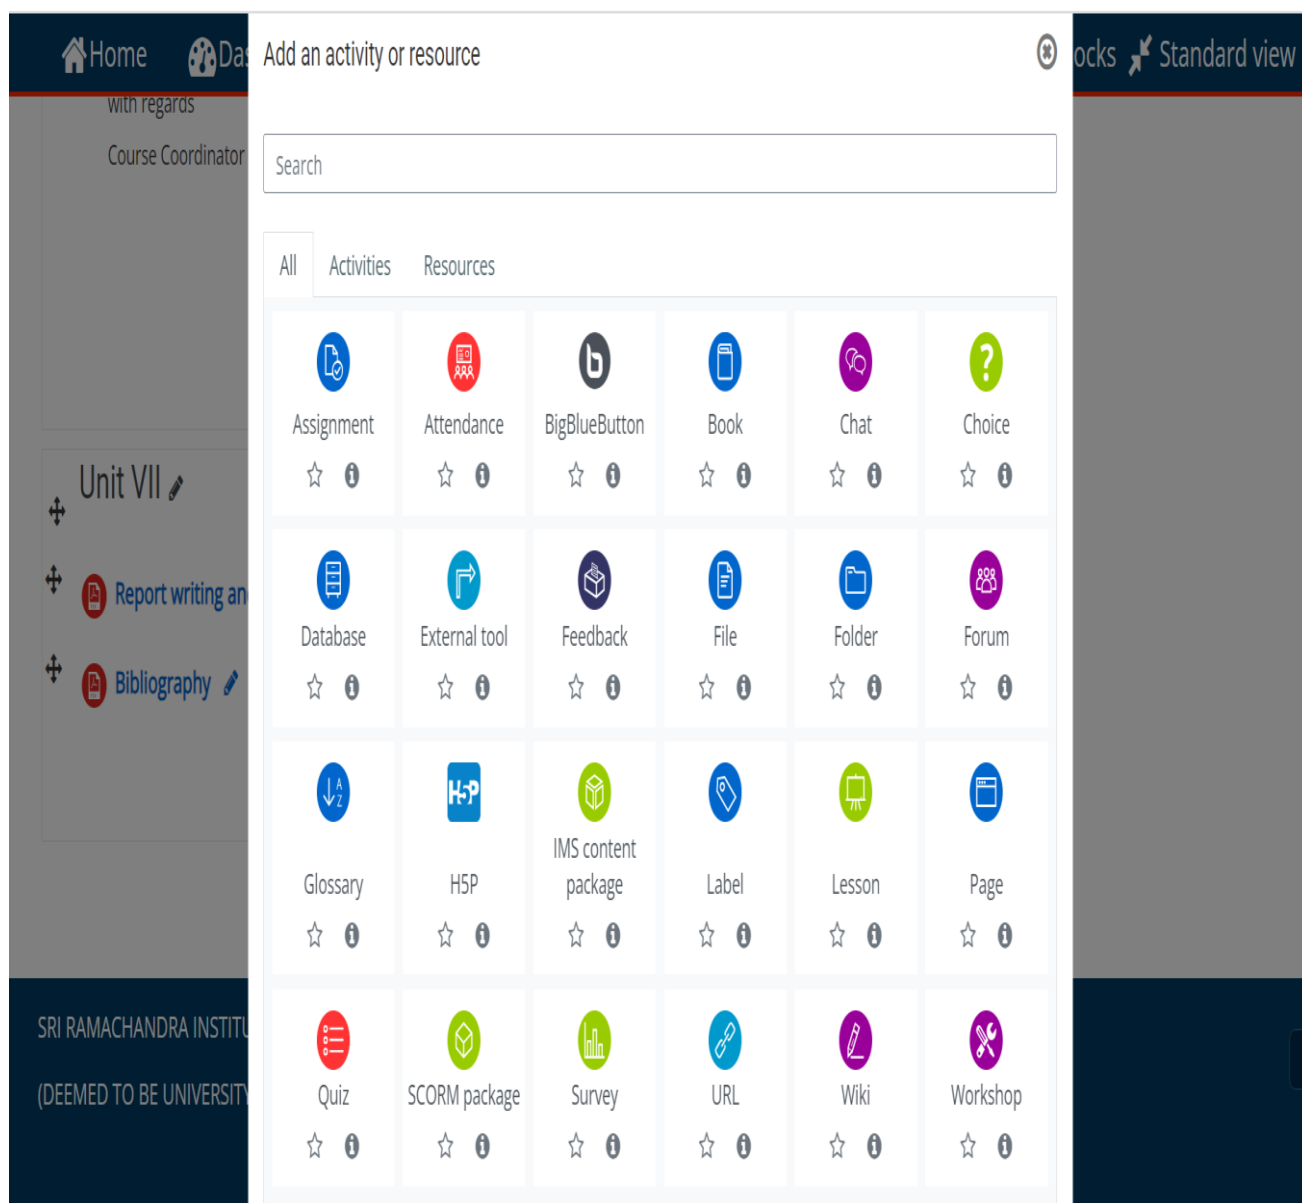 Home
Das
Add an activity or resource
ocks
Standard view
with regards
Course Coordinator
Search
All
Activities
Resources
Assignment
Attendance
BigBlueButton
Book
Chat
Choice
Unit VII
Database
External tool
Feedback
File
Folder
Forum
Report writing an
Bibliography
H5P
Glossary
H5P
IMS content
package
Label
Lesson
Page
SRI RAMACHANDRA INSTITU
(DEEMED TO BE UNIVERSITY
Quiz
SCORM package
Survey
URL
Wiki
Workshop